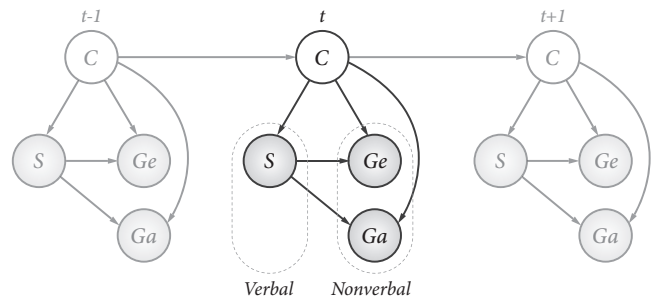 t-1 t t+1
C C C
S Ge S Ge S Ge
Ga Ga Ga
Verbal Nonverbal